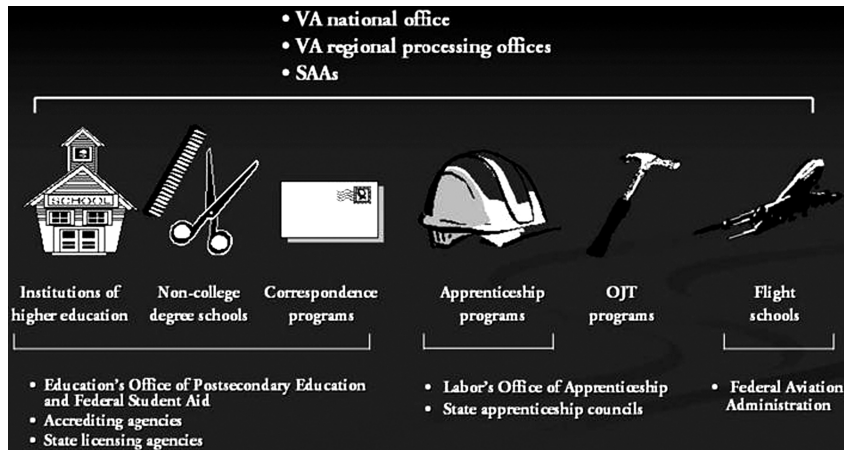 • VA national office
• VA regional processing offices
• SAAs
SCHOOL
Institutions of
higher education
Non-college
degree schools
Correspondence
programs
Apprenticeship
programs
OJT
programs
Flight
schools
• Education's Office of Postsecondary Education
and Federal Student Aid
• Accrediting agencies
• State licensing agencies
• Labor's Office of Apprenticeship
• State apprenticeship councils
• Federal Aviation
Administration